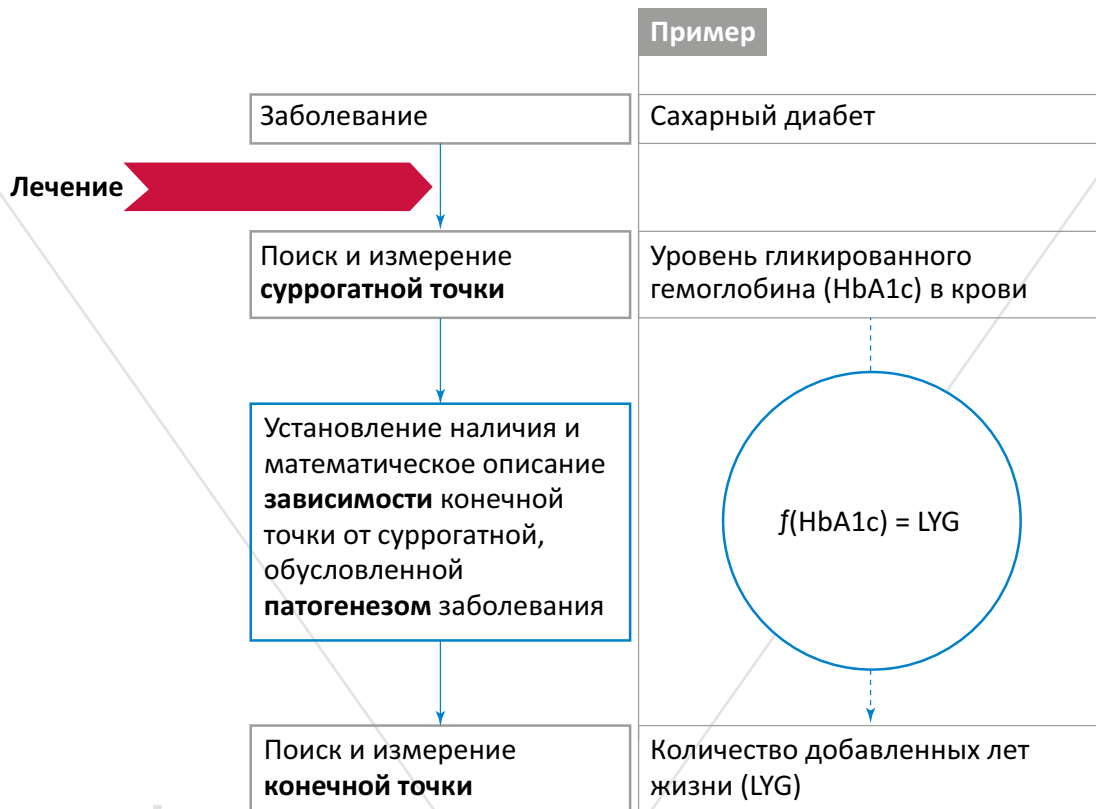 Пример
Заболевание
Сахарный диабет
Лечение
Поиск и измерение
суррогатной точки
Уровень гликированного
гемоглобина (HbA1c) в крови
Установление наличия и
математическое описание
зависимости конечной
точки от суррогатной,
обусловленной
патогенезом заболевания
f(HbA1c) = LYG
Поиск и измерение
конечной точки
Количество добавленных лет
жизни (LYG)